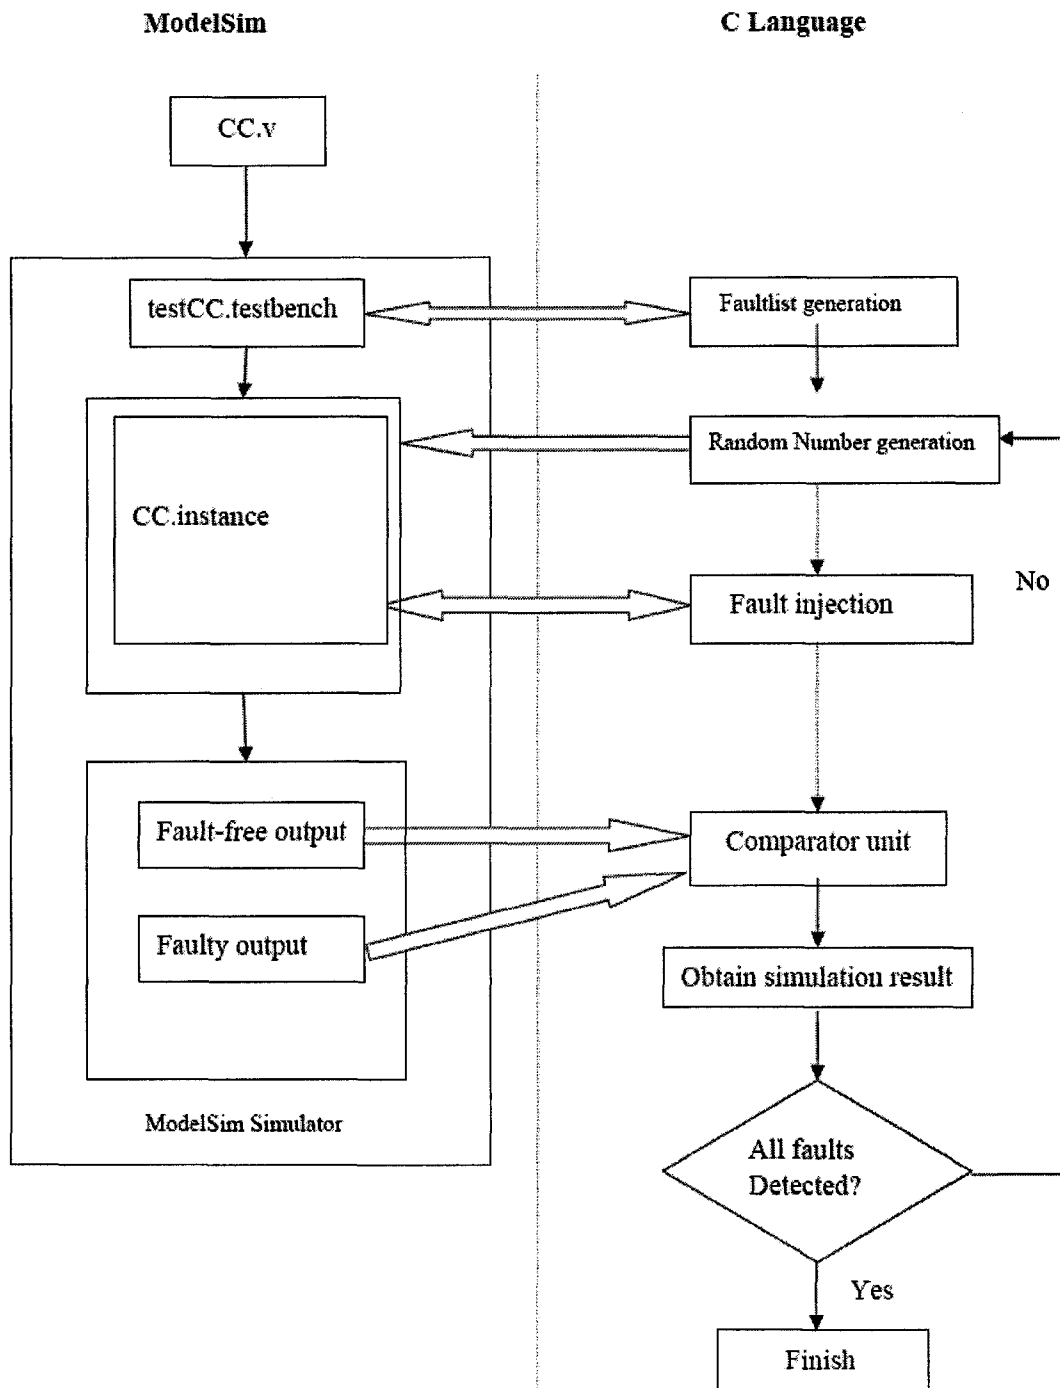 ModelSim
C Language
CC.v
testCC.testbench
Faultlist generation
Random Number generation
CC.instance
No
Fault injection
Fault-free output
Comparator unit
Faulty output
Obtain simulation result
ModelSim Simulator
All faults
Detected?
Yes
Finish